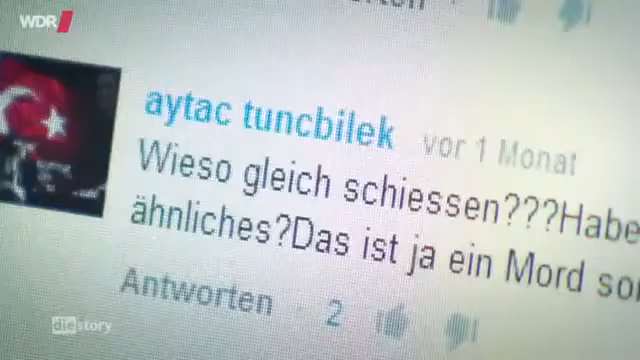 WDR
aytac tuncbilek vor 1 Monat
Wieso gleich schiessen???Habe
ähnliches?Das ist ja ein Mord
Antworten 2
die story